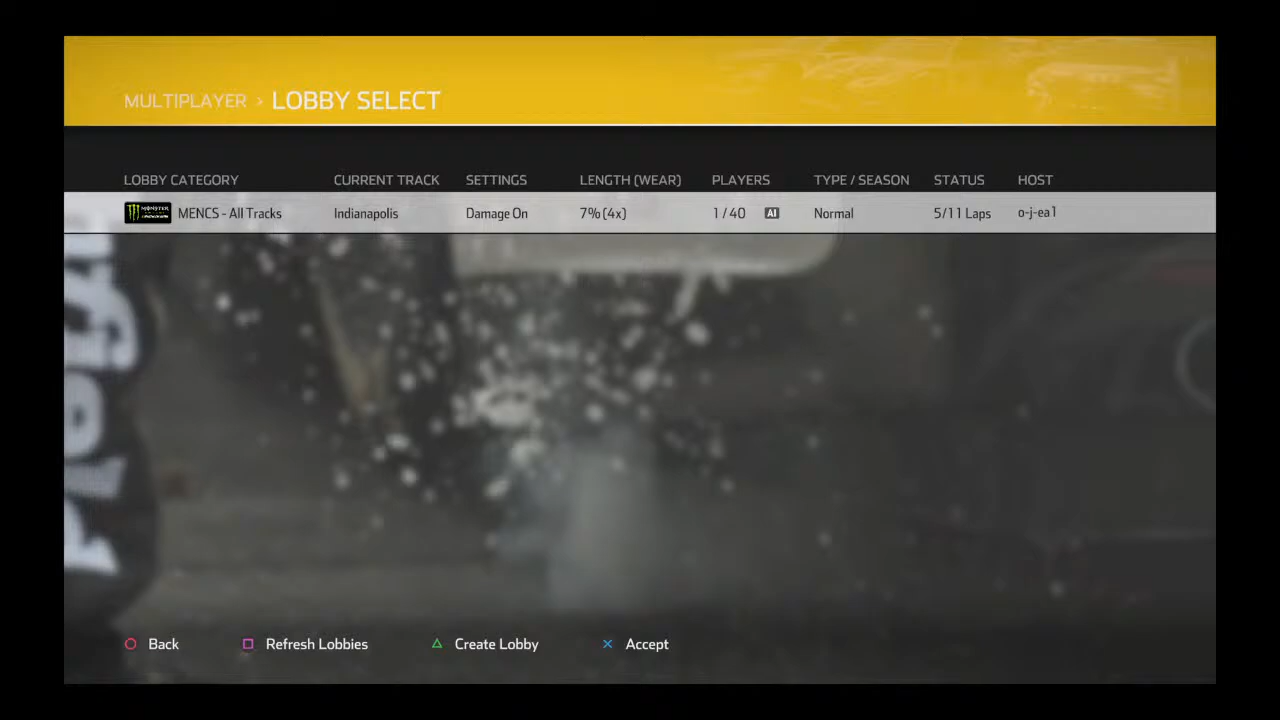 MULTIPLAYER > LOBBY SELECT
LOBBY CATEGORY CURRENT TRACK SETTINGS LENGTH (WEAR) PLAYERS TYPE / SEASON STATUS HOST
MONSTER MENCS - All Tracks Indianapolis Damage On 7% (4x) 1 / 40 AI Normal 5/11 Laps o-j-ea1
Back Refresh Lobbies Create Lobby Accept